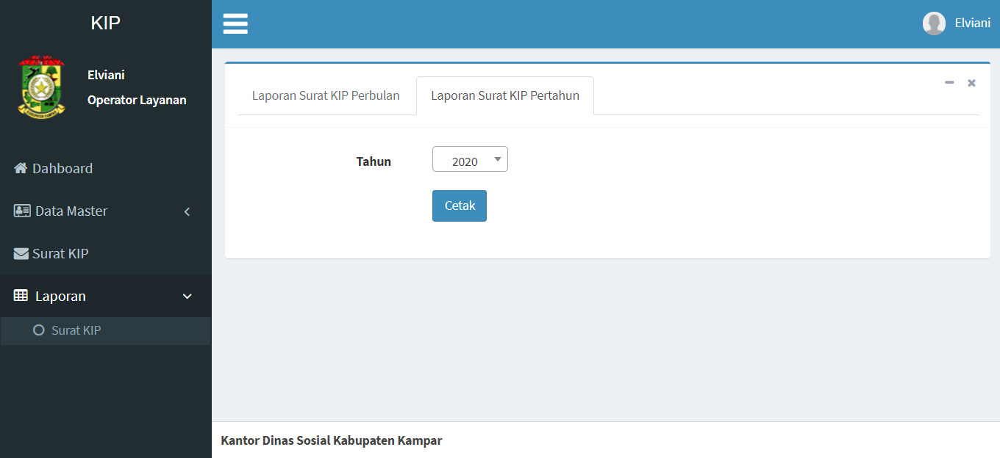 KIP
Elviani
Elviani
Operator Layanan
Dahboard
Data Master
Surat KIP
Laporan
Surat KIP
Laporan Surat KIP Perbulan
Laporan Surat KIP Pertahun
Tahun
2020
Cetak
Kantor Dinas Sosial Kabupaten Kampar